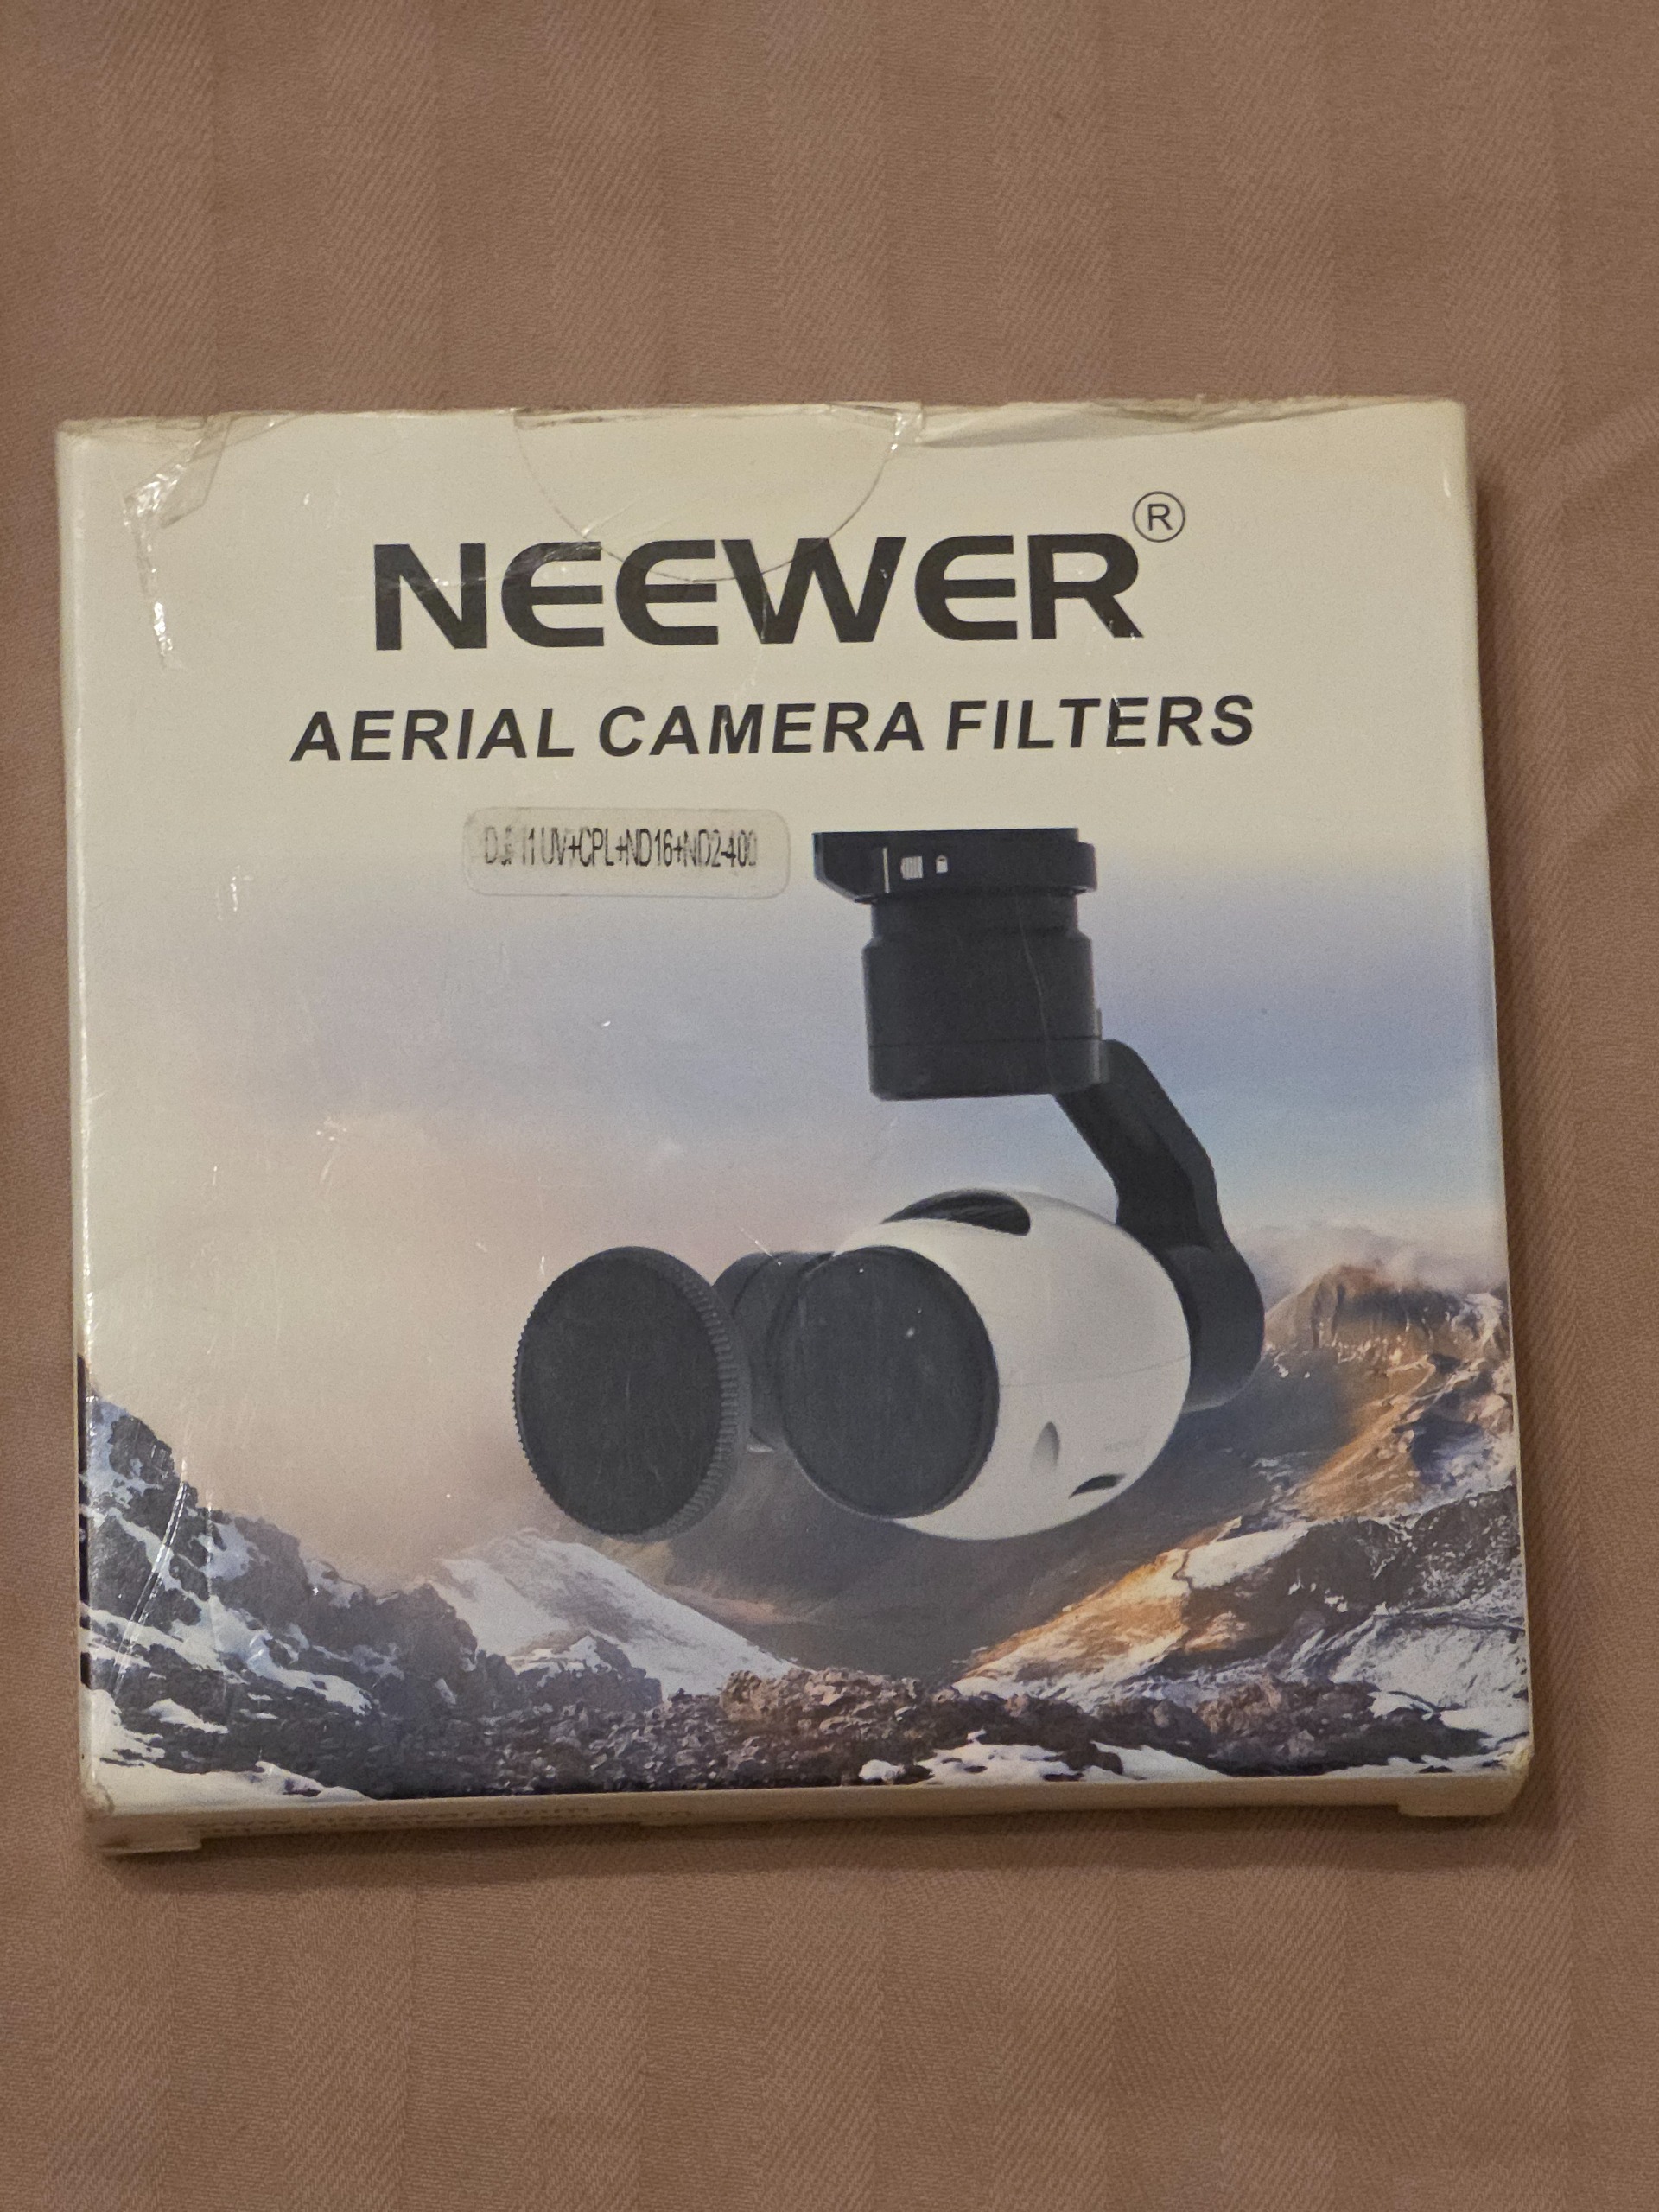 NEEWER®
AERIAL CAMERA FILTERS
UV+CPL+ND16+ND2-400